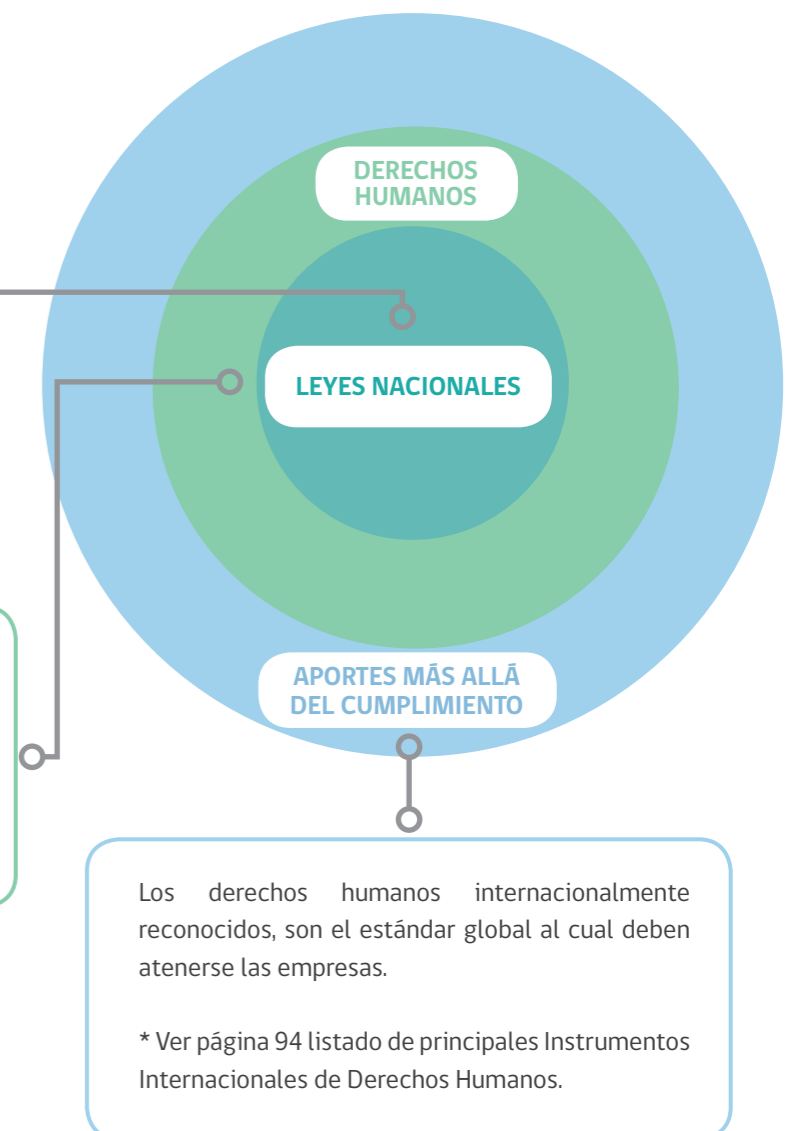 DERECHOS
HUMANOS
LEYES NACIONALES
APORTES MÁS ALLÁ
DEL CUMPLIMIENTO
Los derechos humanos internacionalmente
reconocidos, son el estándar global al cual deben
atenerse las empresas.
* Ver página 94 listado de principales Instrumentos
Internacionales de Derechos Humanos.